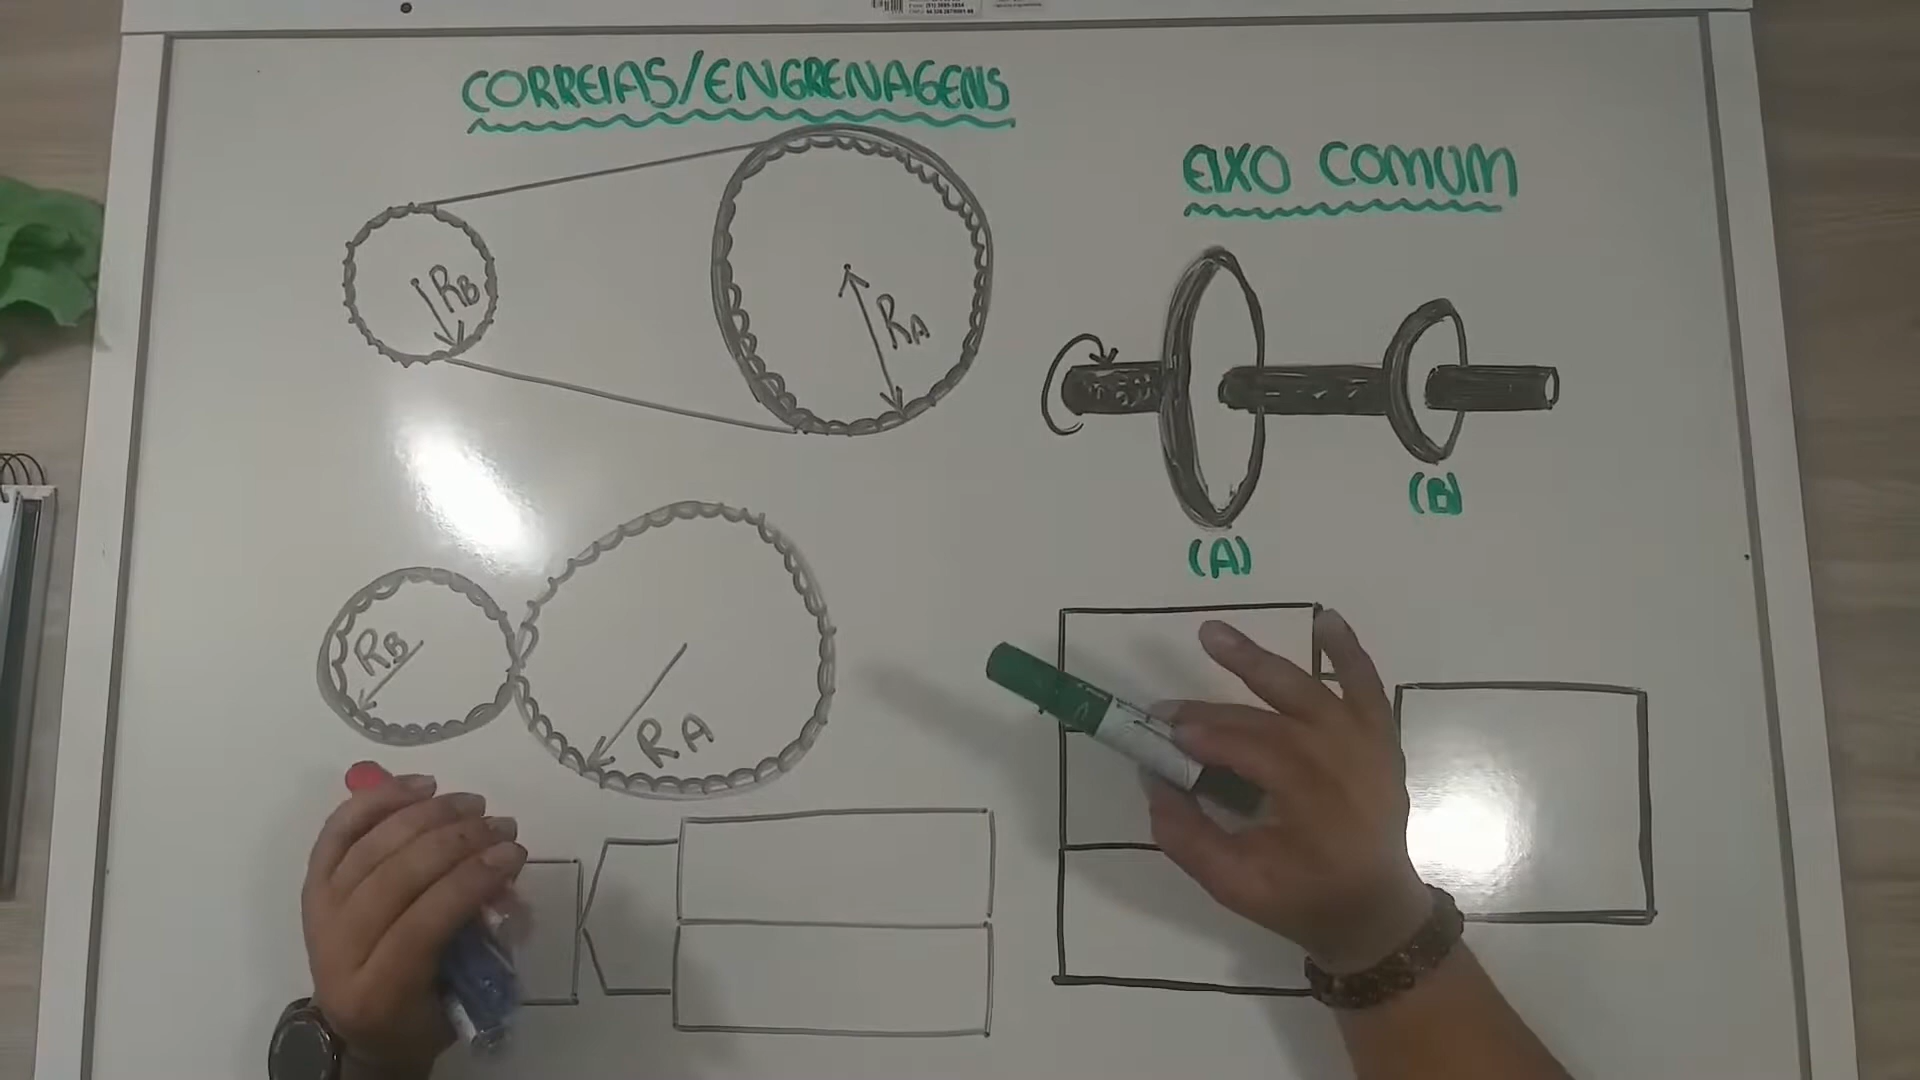 CORREIAS/ENGRENAGENS
RB
RA
RB
RA
EIXO COMUM
(A)
(B)